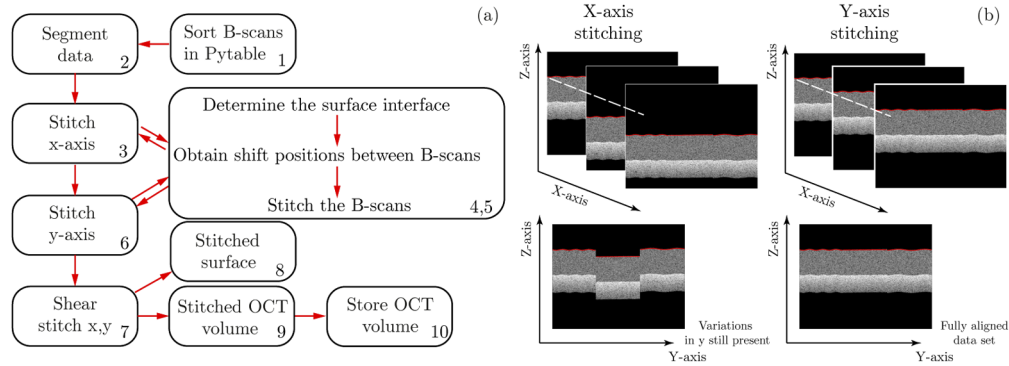 (a)
Segment
data
2
Sort B-scans
in Pytable
1
Stitch
x-axis
3
Determine the surface interface
Obtain shift positions between B-scans
Stitch the B-scans
4,5
Stitch
y-axis
6
Stitched
surface
8
Shear
stitch x,y
7
Stitched OCT
volume
9
Store OCT
volume
10
X-axis
stitching
Z-axis
X-axis
Z-axis
Variations
in y still present
Y-axis
Y-axis
stitching
(b)
Z-axis
X-axis
Z-axis
Fully aligned
data set
Y-axis